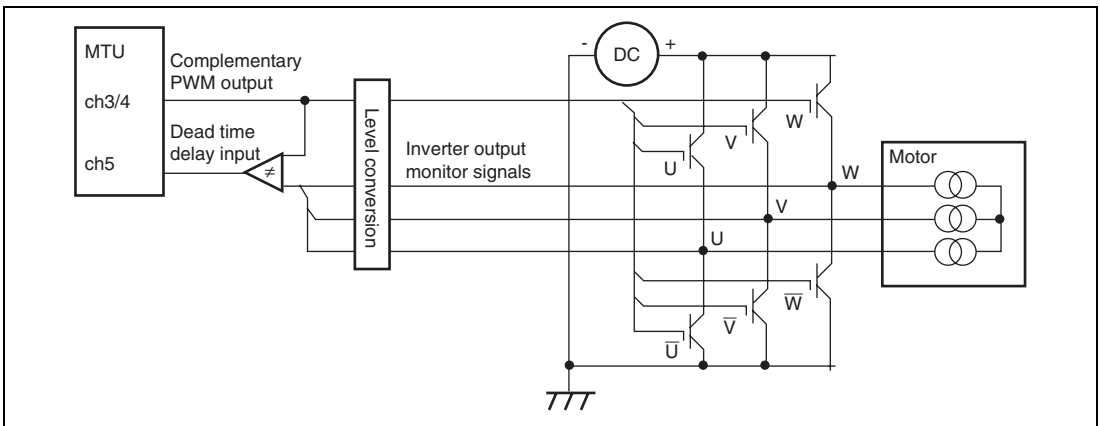 MTU
ch3/4
ch5
Complementary
PWM output
Dead time
delay input
≠
Level conversion
Inverter output
monitor signals
-
DC
+
W
V
U
W
V
U
W̅
V̅
U̅
Motor